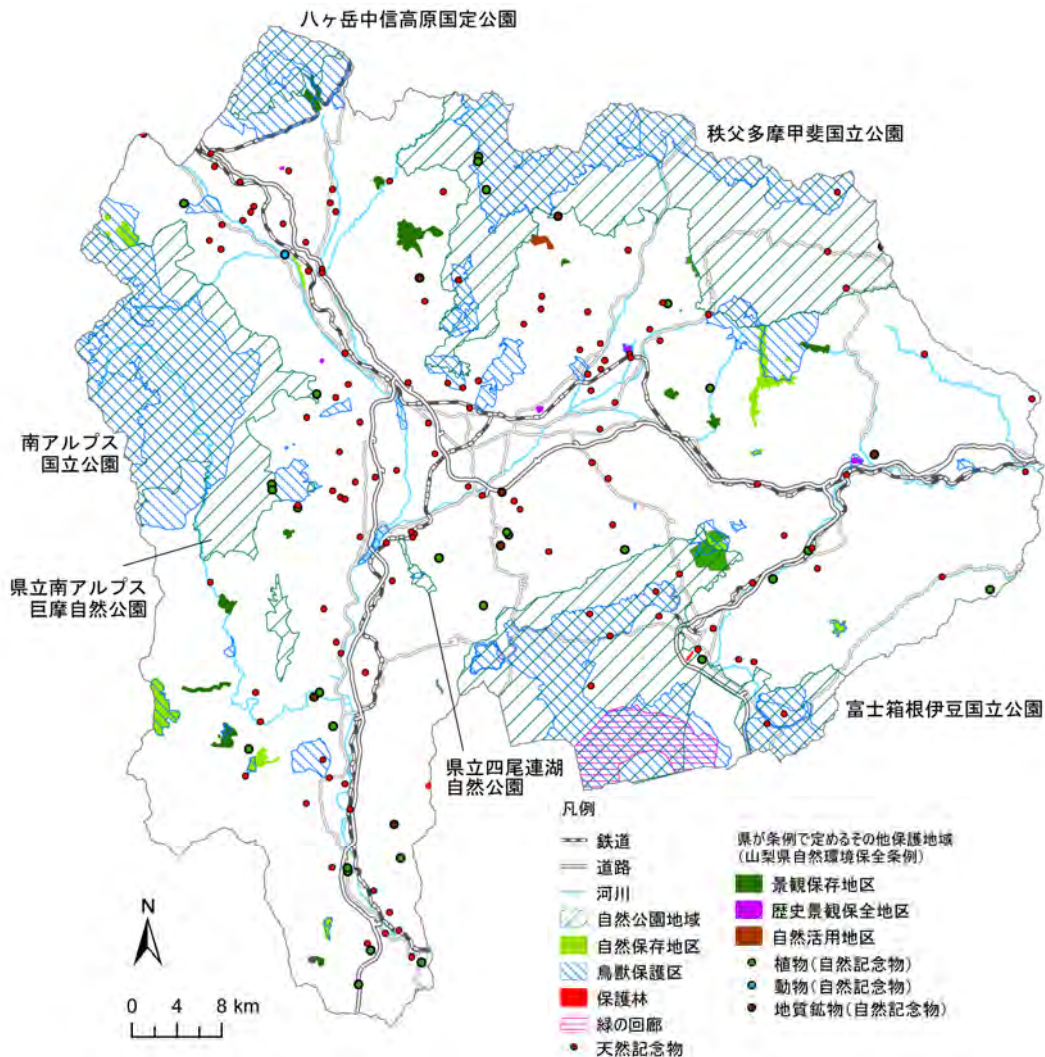 八ヶ岳中信高原国定公園
秩父多摩甲斐国立公園
南アルプス
国立公園
県立南アルプス
巨摩自然公園
県立四尾連湖
自然公園
富士箱根伊豆国立公園
凡例
鉄道
道路
河川
自然公園地域
自然保存地区
鳥獣保護区
保護林
緑の回廊
天然記念物
県が条例で定めるその他保護地域
(山梨県自然環境保全条例)
景観保存地区
歴史景観保全地区
自然活用地区
植物(自然記念物)
動物(自然記念物)
地質鉱物(自然記念物)
N
0 4 8 km